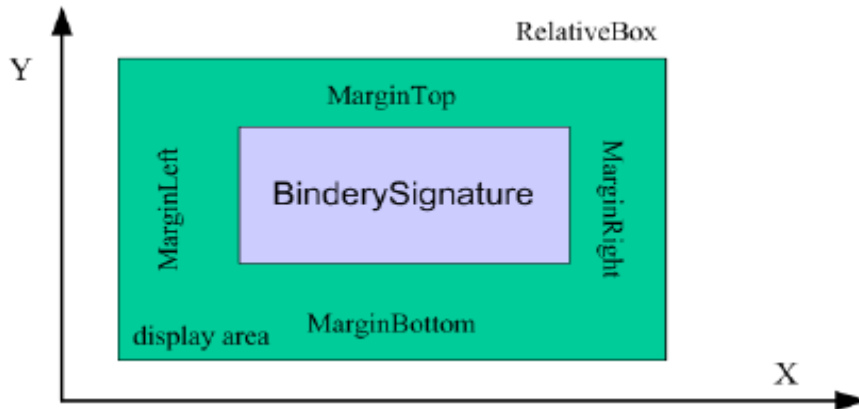 RelativeBox
Y
MarginTop
MarginLeft
BinderySignature
MarginRight
MarginBottom
display area
X